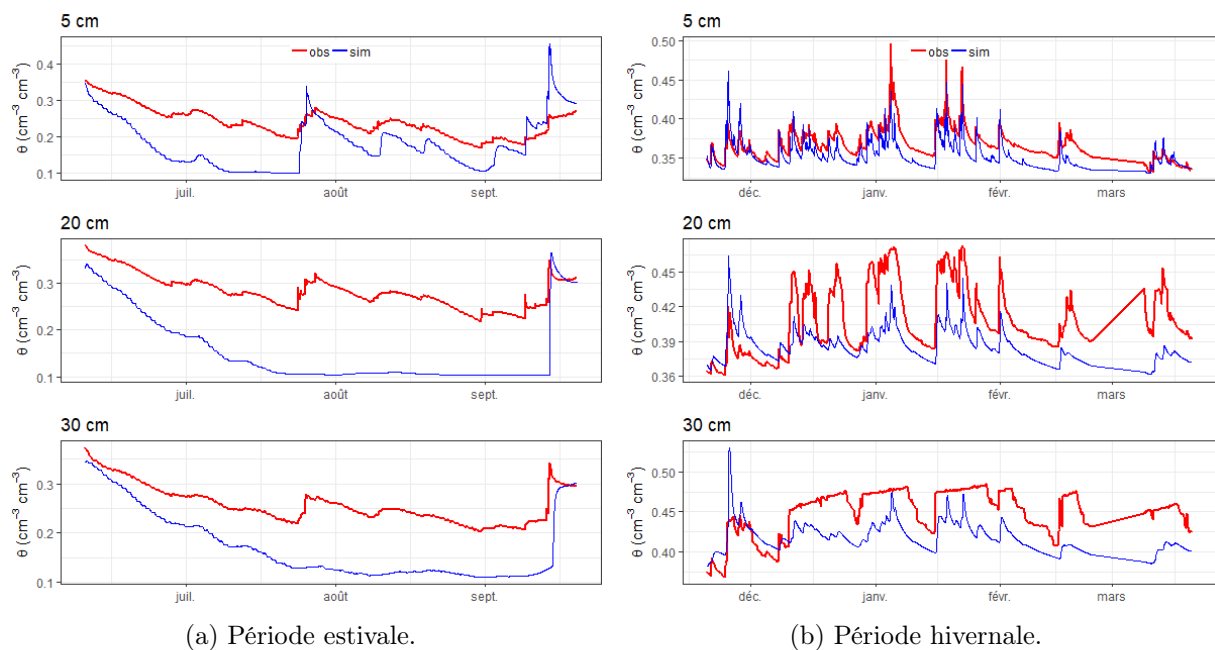 5 cm
obs sim
θ (cm⁻³ cm⁻³)
0.4
0.3
0.2
0.1
juil. août sept.
20 cm
θ (cm⁻³ cm⁻³)
0.3
0.2
0.1
juil. août sept.
30 cm
θ (cm⁻³ cm⁻³)
0.3
0.2
0.1
juil. août sept.
(a) Période estivale.
5 cm
obs sim
θ (cm⁻³ cm⁻³)
0.50
0.45
0.40
0.35
déc. janv. févr. mars
20 cm
θ (cm⁻³ cm⁻³)
0.45
0.42
0.39
0.36
déc. janv. févr. mars
30 cm
θ (cm⁻³ cm⁻³)
0.50
0.45
0.40
déc. janv. févr. mars
(b) Période hivernale.